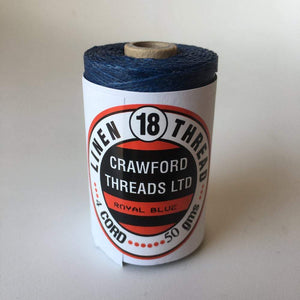 LINEN 18 THREAD
CRAWFORD
THREADS LTD
ROYAL BLUE
4 CORD 50 gms